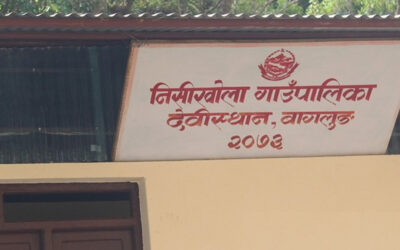 निसीखोला गाउँपालिका
देवीस्थान, बागलुङ
२०७३